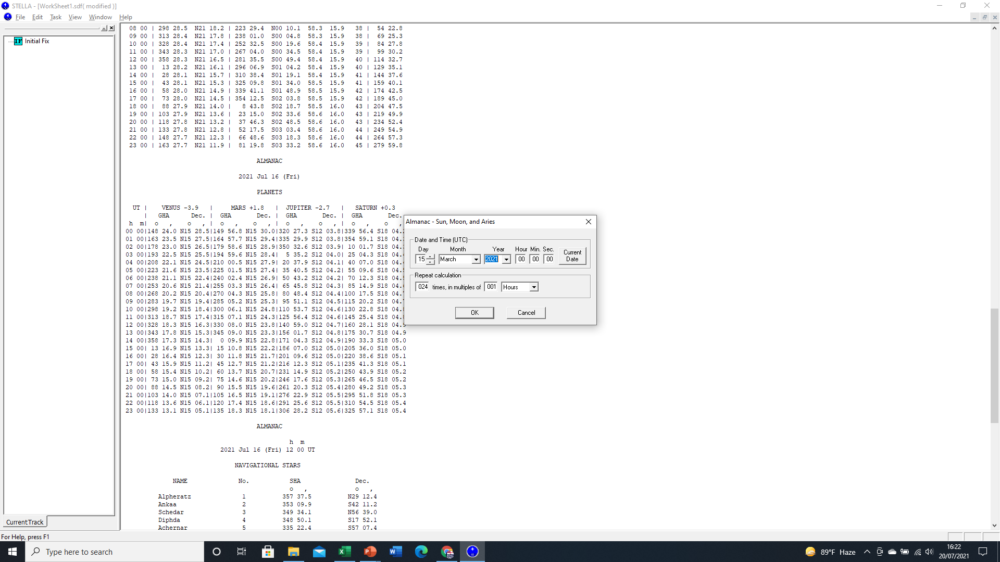 STELLA - [WorkSheet1.sdf( modified )]
File Edit Task View Window Help
IF Initial Fix
08 00 | 298 28.5 N21 18.2 | 223 29.4 N00 10.1 58.3 15.9 38 | 54 22.8
09 00 | 313 28.4 N21 17.8 | 238 01.0 S00 04.8 58.3 15.9 38 | 69 25.3
10 00 | 328 28.4 N21 17.4 | 252 32.5 S00 19.6 58.4 15.9 39 | 84 27.8
11 00 | 343 28.3 N21 17.0 | 267 04.0 S00 34.5 58.4 15.9 39 | 99 30.2
12 00 | 358 28.3 N21 16.5 | 281 35.5 S00 49.4 58.4 15.9 40 | 114 32.7
13 00 | 13 28.2 N21 16.1 | 296 06.9 S01 04.2 58.4 15.9 40 | 129 35.1
14 00 | 28 28.1 N21 15.7 | 310 38.4 S01 19.1 58.4 15.9 41 | 144 37.6
15 00 | 43 28.1 N21 15.3 | 325 09.8 S01 34.0 58.5 15.9 41 | 159 40.1
16 00 | 58 28.0 N21 14.9 | 339 41.1 S01 48.9 58.5 15.9 42 | 174 42.5
17 00 | 73 28.0 N21 14.5 | 354 12.5 S02 03.8 58.5 15.9 42 | 189 45.0
18 00 | 88 27.9 N21 14.0 | 8 43.8 S02 18.7 58.5 16.0 43 | 204 47.5
19 00 | 103 27.9 N21 13.6 | 23 15.0 S02 33.6 58.6 16.0 43 | 219 49.9
20 00 | 118 27.8 N21 13.2 | 37 46.3 S02 48.5 58.6 16.0 43 | 234 52.4
21 00 | 133 27.8 N21 12.8 | 52 17.5 S03 03.4 58.6 16.0 44 | 249 54.9
22 00 | 148 27.7 N21 12.3 | 66 48.6 S03 18.3 58.6 16.0 44 | 264 57.3
23 00 | 163 27.7 N21 11.9 | 81 19.8 S03 33.2 58.6 16.0 45 | 279 59.8
ALMANAC
2021 Jul 16 (Fri)
PLANETS
UT | VENUS -3.9 | MARS +1.8 | JUPITER -2.7 | SATURN +0.3
| GHA Dec. | GHA Dec. | GHA Dec. | GHA Dec.
h m| o , o , | o , o , | o , o , | o , o ,
00 00|148 24.0 N15 28.5|149 56.8 N15 30.0|320 27.3 S12 03.8|339 56.4 S18 04.
01 00|163 23.5 N15 27.5|164 57.7 N15 29.4|335 29.9 S12 03.8|354 59.1 S18 04.
02 00|178 23.0 N15 26.5|179 58.6 N15 28.9|350 32.6 S12 03.9| 10 01.7 S18 04.
03 00|193 22.5 N15 25.5|194 59.6 N15 28.4| 5 35.2 S12 04.0| 25 04.3 S18 04.
04 00|208 22.1 N15 24.5|210 00.5 N15 27.9| 20 37.9 S12 04.1| 40 07.0 S18 04.
05 00|223 21.6 N15 23.5|225 01.5 N15 27.4| 35 40.5 S12 04.2| 55 09.6 S18 04.
06 00|238 21.1 N15 22.4|240 02.4 N15 26.9| 50 43.2 S12 04.2| 70 12.3 S18 04.
07 00|253 20.6 N15 21.4|255 03.3 N15 26.4| 65 45.8 S12 04.3| 85 14.9 S18 04.
08 00|268 20.2 N15 20.4|270 04.3 N15 25.8| 80 48.4 S12 04.4|100 17.5 S18 04.
09 00|283 19.7 N15 19.4|285 05.2 N15 25.3| 95 51.1 S12 04.5|115 20.2 S18 04.
10 00|298 19.2 N15 18.4|300 06.1 N15 24.8|110 53.7 S12 04.6|130 22.8 S18 04.
11 00|313 18.7 N15 17.4|315 07.1 N15 24.3|125 56.4 S12 04.6|145 25.4 S18 04.
12 00|328 18.3 N15 16.3|330 08.0 N15 23.8|140 59.0 S12 04.7|160 28.1 S18 04.9
13 00|343 17.8 N15 15.3|345 09.0 N15 23.3|156 01.7 S12 04.8|175 30.7 S18 04.9
14 00|358 17.3 N15 14.3| 0 09.9 N15 22.8|171 04.3 S12 04.9|190 33.3 S18 05.0
15 00| 13 16.9 N15 13.3| 15 10.8 N15 22.2|186 07.0 S12 05.0|205 36.0 S18 05.0
16 00| 28 16.4 N15 12.3| 30 11.8 N15 21.7|201 09.6 S12 05.0|220 38.6 S18 05.1
17 00| 43 15.9 N15 11.2| 45 12.7 N15 21.2|216 12.3 S12 05.1|235 41.3 S18 05.1
18 00| 58 15.4 N15 10.2| 60 13.7 N15 20.7|231 14.9 S12 05.2|250 43.9 S18 05.2
19 00| 73 15.0 N15 09.2| 75 14.6 N15 20.2|246 17.6 S12 05.3|265 46.5 S18 05.2
20 00| 88 14.5 N15 08.2| 90 15.5 N15 19.6|261 20.3 S12 05.4|280 49.2 S18 05.3
21 00|103 14.0 N15 07.1|105 16.5 N15 19.1|276 22.9 S12 05.5|295 51.8 S18 05.3
22 00|118 13.6 N15 06.1|120 17.4 N15 18.6|291 25.6 S12 05.5|310 54.5 S18 05.4
23 00|133 13.1 N15 05.1|135 18.3 N15 18.1|306 28.2 S12 05.6|325 57.1 S18 05.4
ALMANAC
h m
2021 Jul 16 (Fri) 12 00 UT
NAVIGATIONAL STARS
NAME No. SHA Dec.
o , o ,
Alpheratz 1 357 37.5 N29 12.4
Ankaa 2 353 09.9 S42 11.2
Schedar 3 349 34.1 N56 39.0
Diphda 4 348 50.1 S17 52.1
Achernar 5 335 22.4 S57 07.4
Almanac - Sun, Moon, and Aries
Date and Time (UTC)
Day Month Year Hour Min. Sec.
15 March 2021 00 00 00
Current Date
Repeat calculation
024 times, in multiples of 001 Hours
OK Cancel
CurrentTrack
For Help, press F1
Type here to search
89°F Haze
16:22
20/07/2021